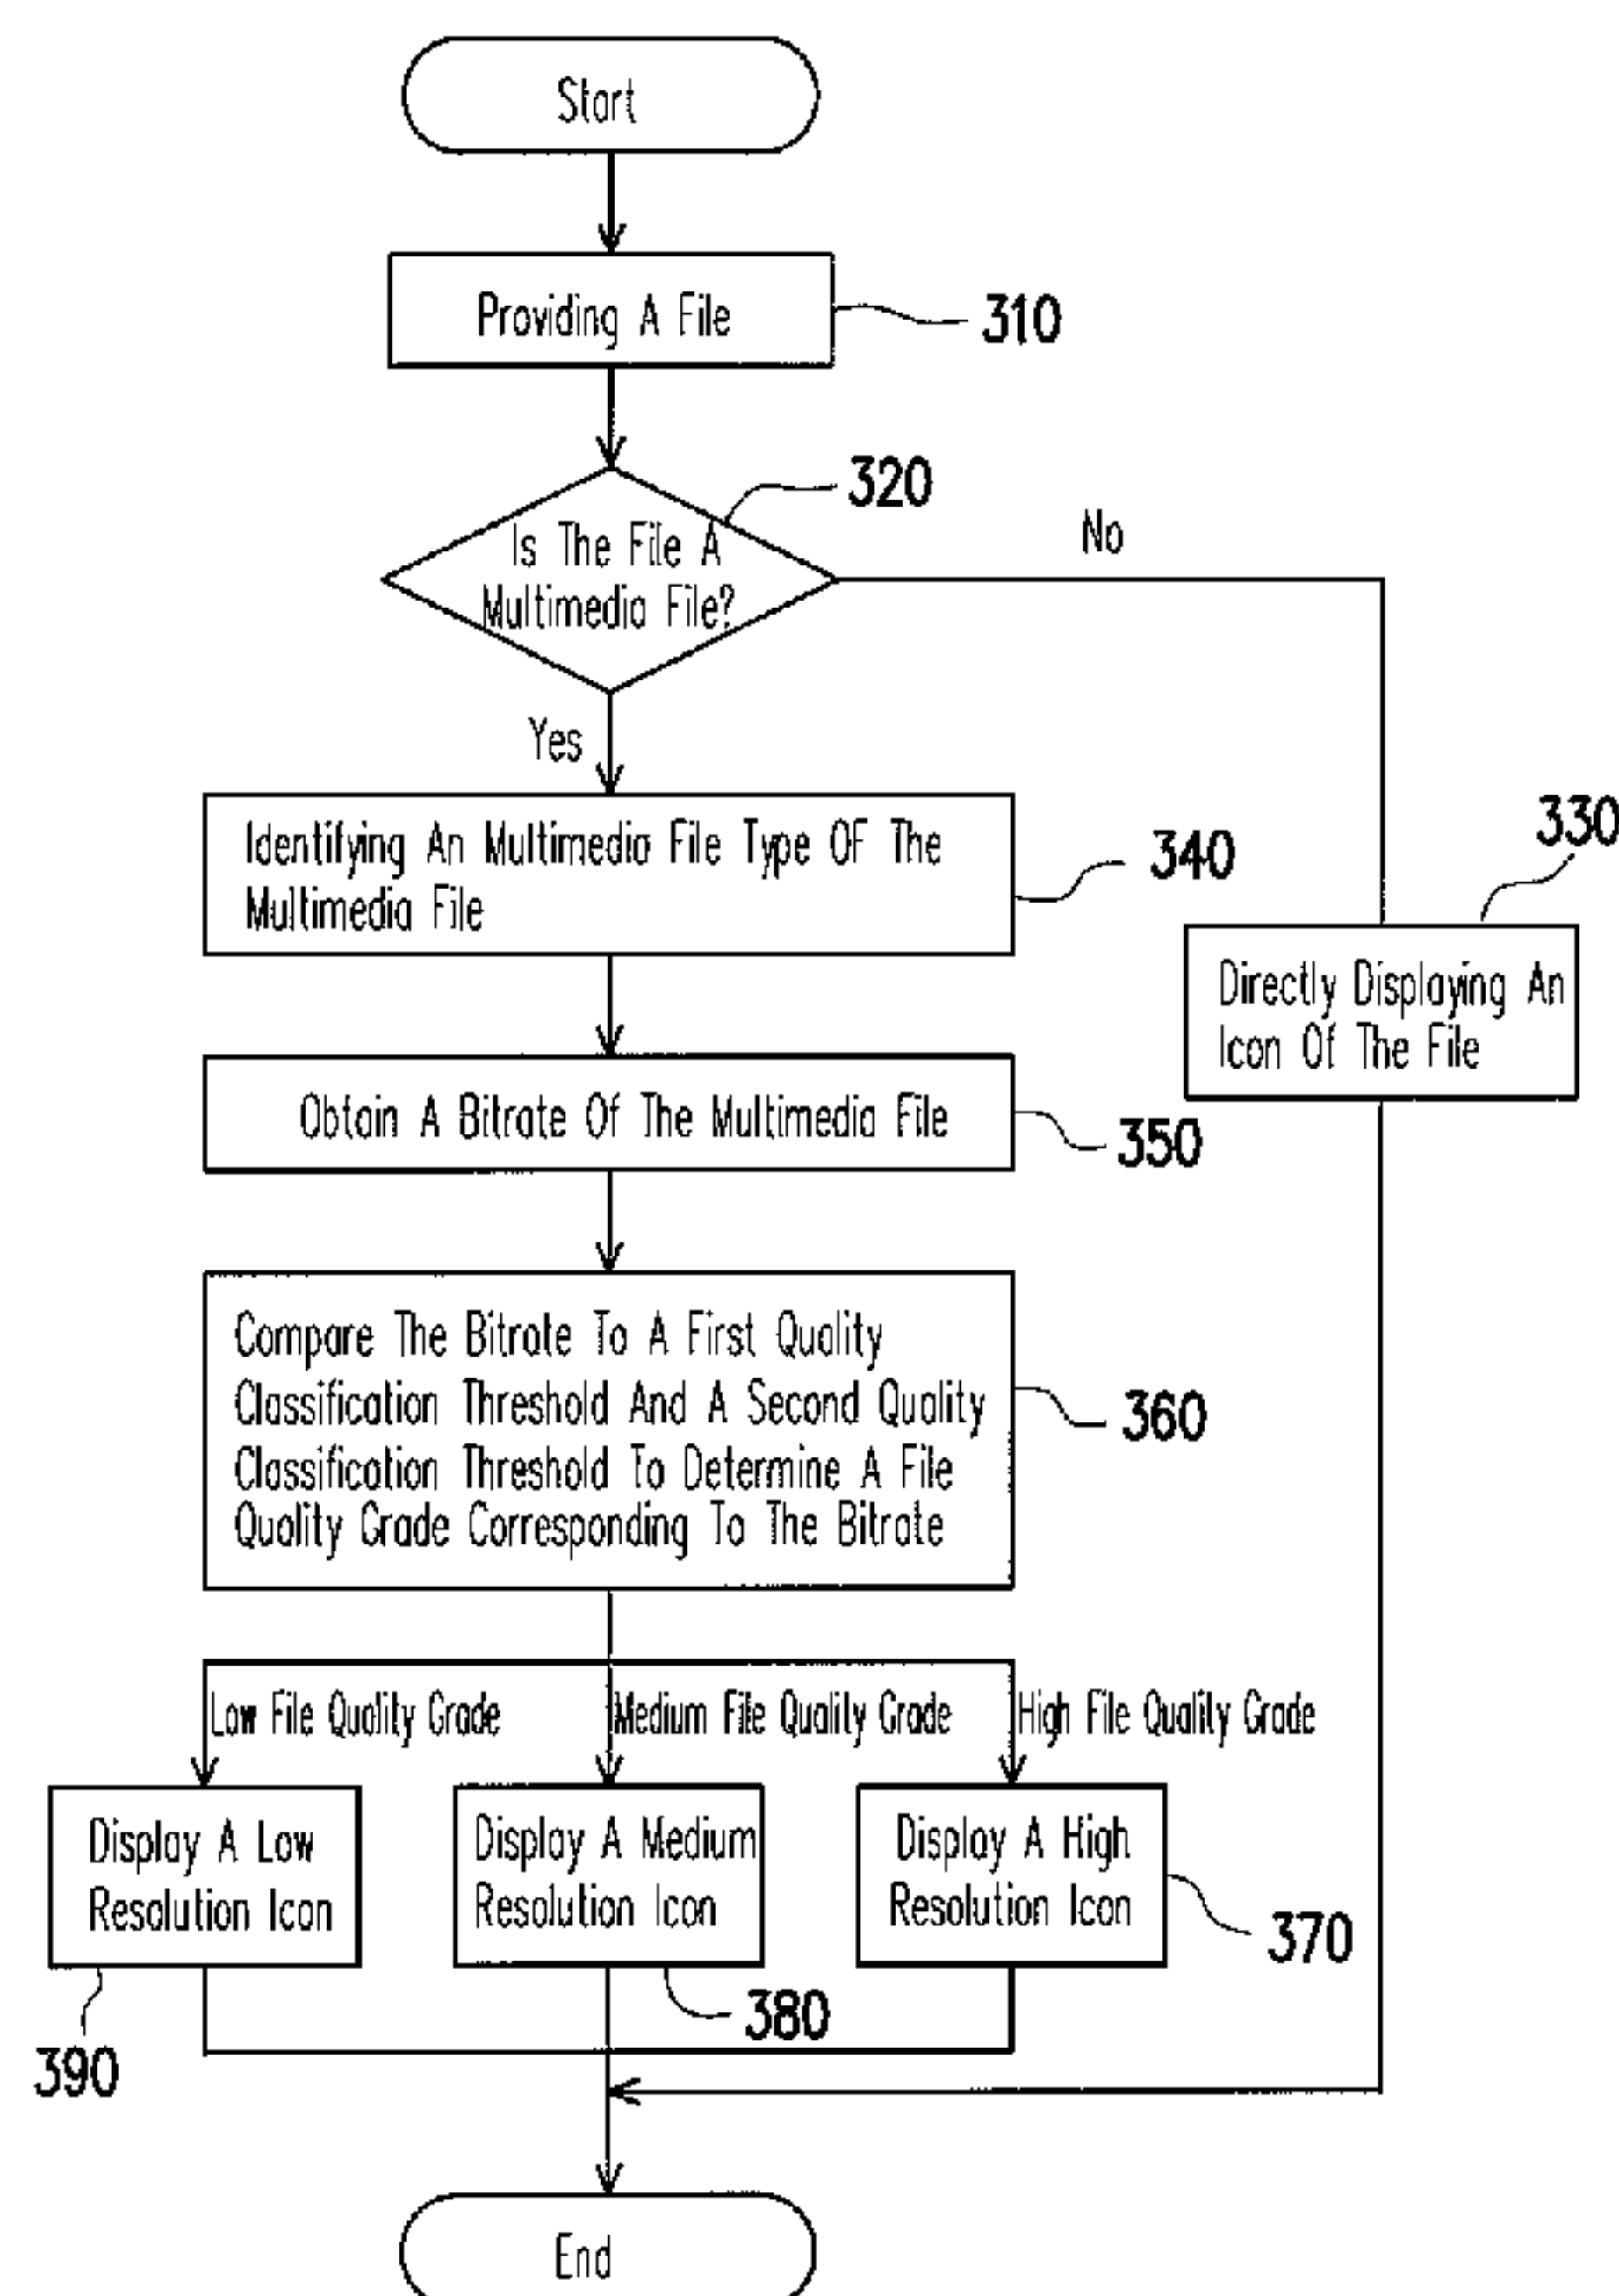 Start
Providing A File
310
320
Is The File A
Multimedia File?
No
Yes
Identifying An Multimedia File Type OF The
Multimedia File
340
330
Directly Displaying An
Icon Of The File
Obtain A Bitrate Of The Multimedia File
350
Compare The Bitrate To A First Quality
Classification Threshold And A Second Quality
Classification Threshold To Determine A File
Quality Grade Corresponding To The Bitrate
360
Low File Quality Grade
Medium File Quality Grade
High File Quality Grade
Display A Low
Resolution Icon
390
Display A Medium
Resolution Icon
380
Display A High
Resolution Icon
370
End